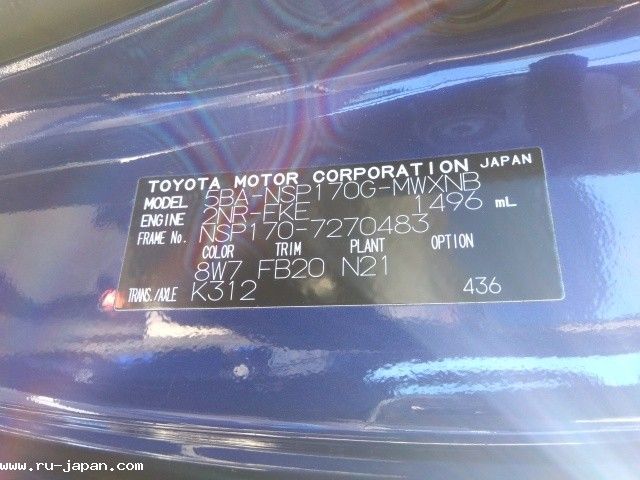 TOYOTA MOTOR CORPORATION JAPAN
MODEL 5BA-NSP170G-MWXNB
ENGINE 2NR-FKE 1496 mL
FRAME No. NSP170-7270483
COLOR TRIM PLANT OPTION
8W7 FB20 N21
TRANS./AXLE K312 436
www.ru-japan.com